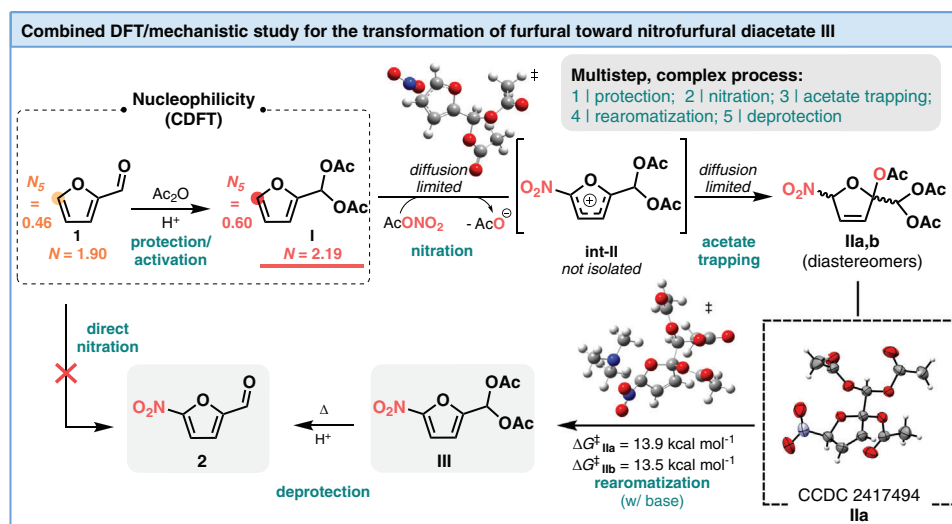 Combined DFT/mechanistic study for the transformation of furfural toward nitrofurfural diacetate III
Multistep, complex process:
1 | protection; 2 | nitration; 3 | acetate trapping;
4 | rearomatization; 5 | deprotection
Nucleophilicity
(CDFT)
‡
N5
= 0.46
O
O
1
N = 1.90
Ac2O
H+
protection/
activation
N5
= 0.60
O
OAc
OAc
I
N = 2.19
diffusion
limited
AcONO2
- AcO⊖
nitration
O2N
O
+
OAc
OAc
int-II
not isolated
diffusion
limited
acetate
trapping
O2N
O
OAc
OAc
OAc
IIa,b
(diastereomers)
direct
nitration
O2N
O
O
2
Δ
H+
deprotection
O2N
O
OAc
OAc
III
‡
ΔG‡IIa = 13.9 kcal mol-1
ΔG‡IIb = 13.5 kcal mol-1
rearomatization
(w/ base)
CCDC 2417494
IIa